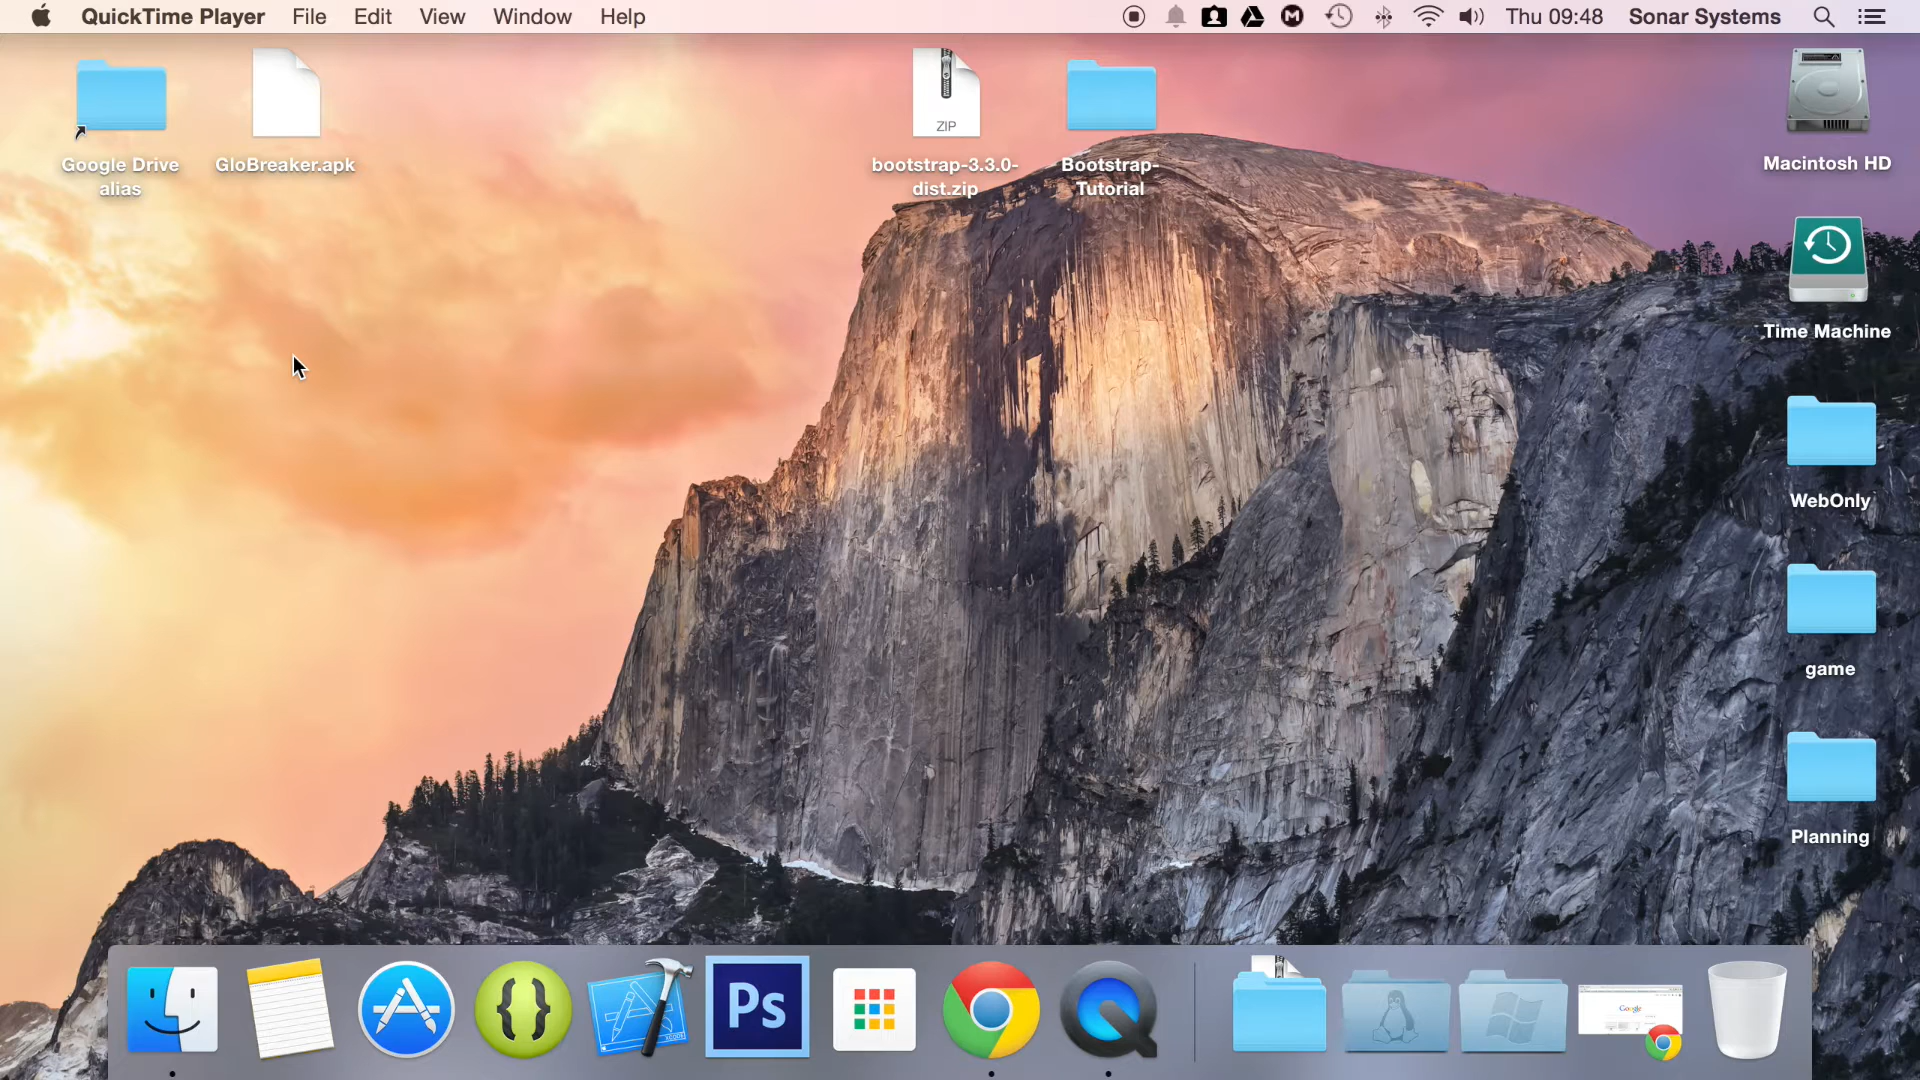 QuickTime Player File Edit View Window Help Thu 09:48 Sonar Systems
Google Drive
alias
GloBreaker.apk
ZIP
bootstrap-3.3.0-
dist.zip
Bootstrap-
Tutorial
Macintosh HD
Time Machine
WebOnly
game
Planning
{}
Ps
Google